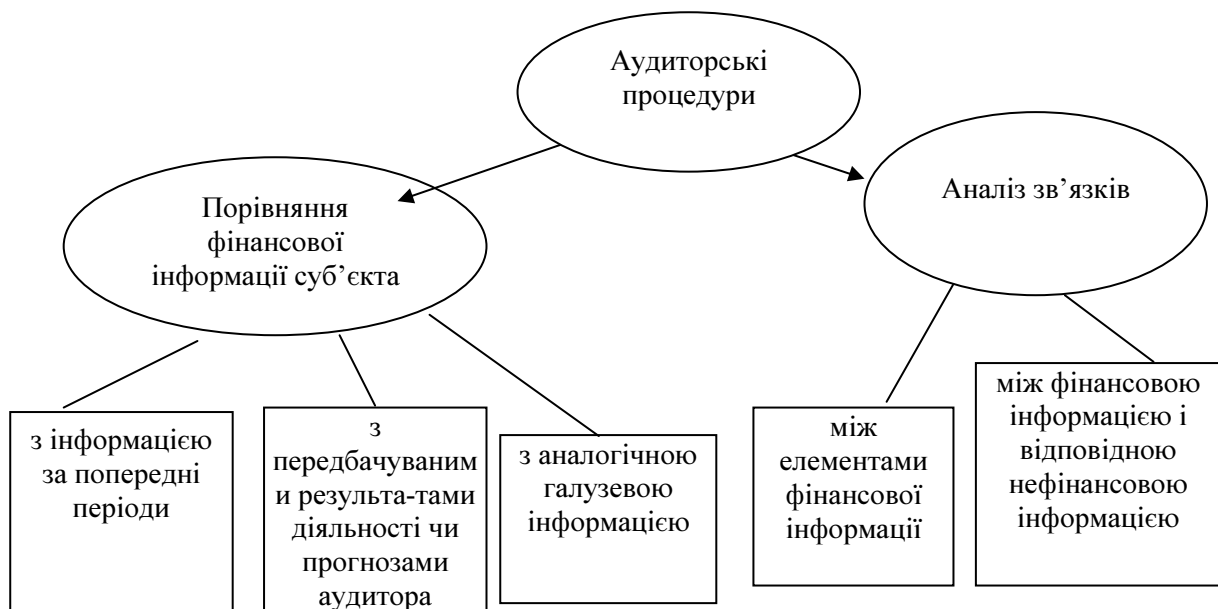 Аудиторські
процедури
Порівняння
фінансової
інформації суб’єкта
Аналіз зв’язків
з інформацією
за попередні
періоди
з
передбачуваним
и результа-тами
діяльності чи
прогнозами
аудитора
з аналогічною
галузевою
інформацією
між
елементами
фінансової
інформації
між фінансовою
інформацією і
відповідною
нефінансовою
інформацією